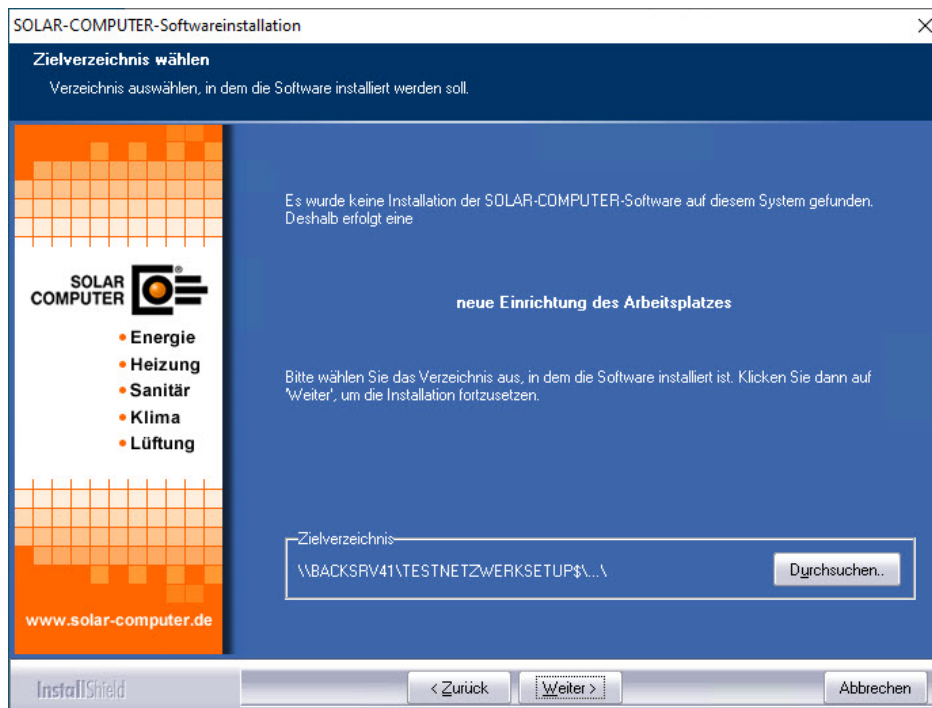 SOLAR-COMPUTER-Softwareinstallation
Zielverzeichnis wählen
Verzeichnis auswählen, in dem die Software installiert werden soll.
Es wurde keine Installation der SOLAR-COMPUTER-Software auf diesem System gefunden.
Deshalb erfolgt eine
SOLAR
COMPUTER
®
neue Einrichtung des Arbeitsplatzes
• Energie
• Heizung
• Sanitär
• Klima
• Lüftung
Bitte wählen Sie das Verzeichnis aus, in dem die Software installiert ist. Klicken Sie dann auf
'Weiter', um die Installation fortzusetzen.
Zielverzeichnis
\\BACKSRV41\TESTNETZWERKSETUP$\...\
Durchsuchen..
www.solar-computer.de
InstallShield
< Zurück
Weiter >
Abbrechen